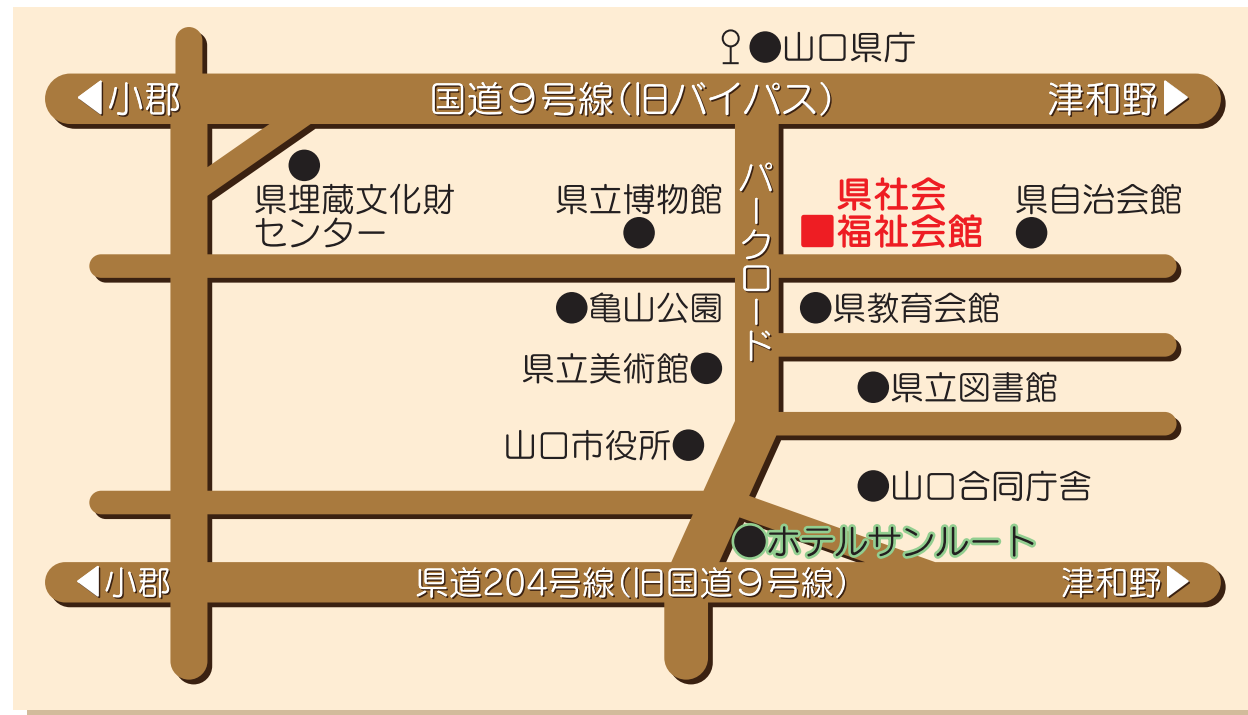 山口県庁
小郡
国道9号線(旧バイパス)
津和野
県埋蔵文化財
センター
県立博物館
パークロード
県社会
福祉会館
県自治会館
亀山公園
県教育会館
県立美術館
県立図書館
山口市役所
山口合同庁舎
ホテルサンルート
小郡
県道204号線(旧国道9号線)
津和野